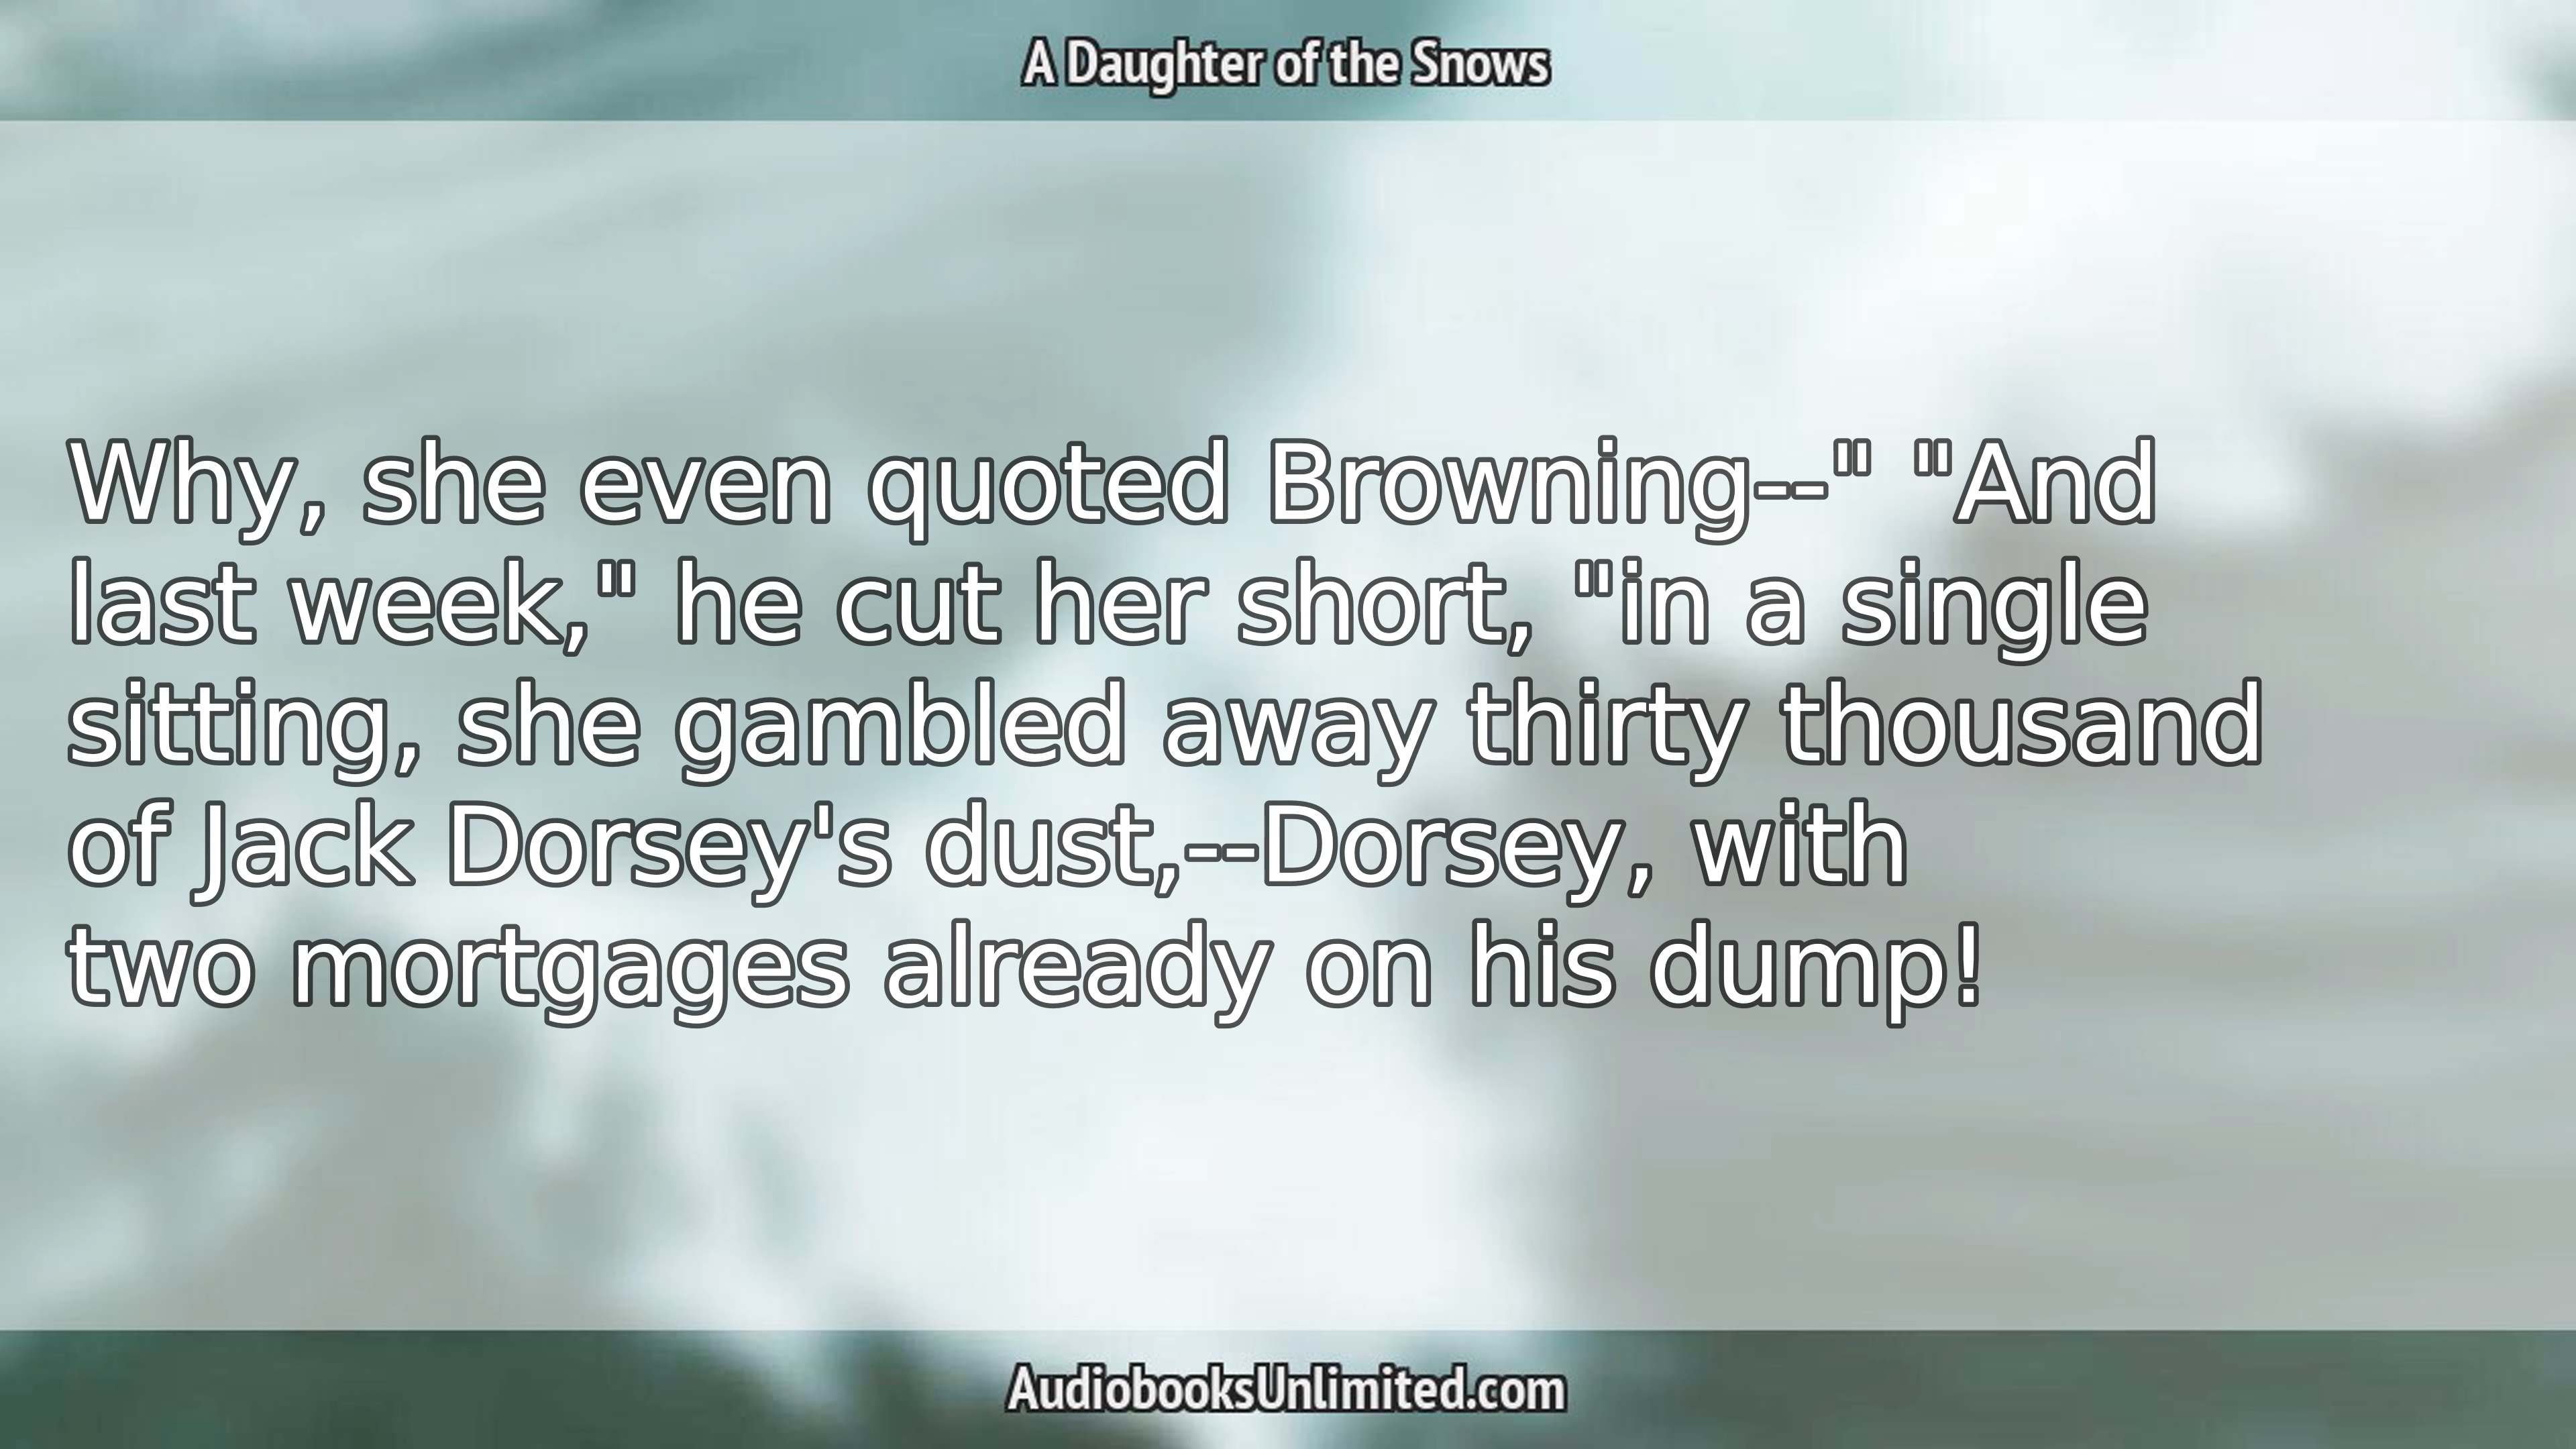 A Daughter of the Snows
Why, she even quoted Browning--" "And
last week," he cut her short, "in a single
sitting, she gambled away thirty thousand
of Jack Dorsey's dust,--Dorsey, with
two mortgages already on his dump!
AudiobooksUnlimited.com